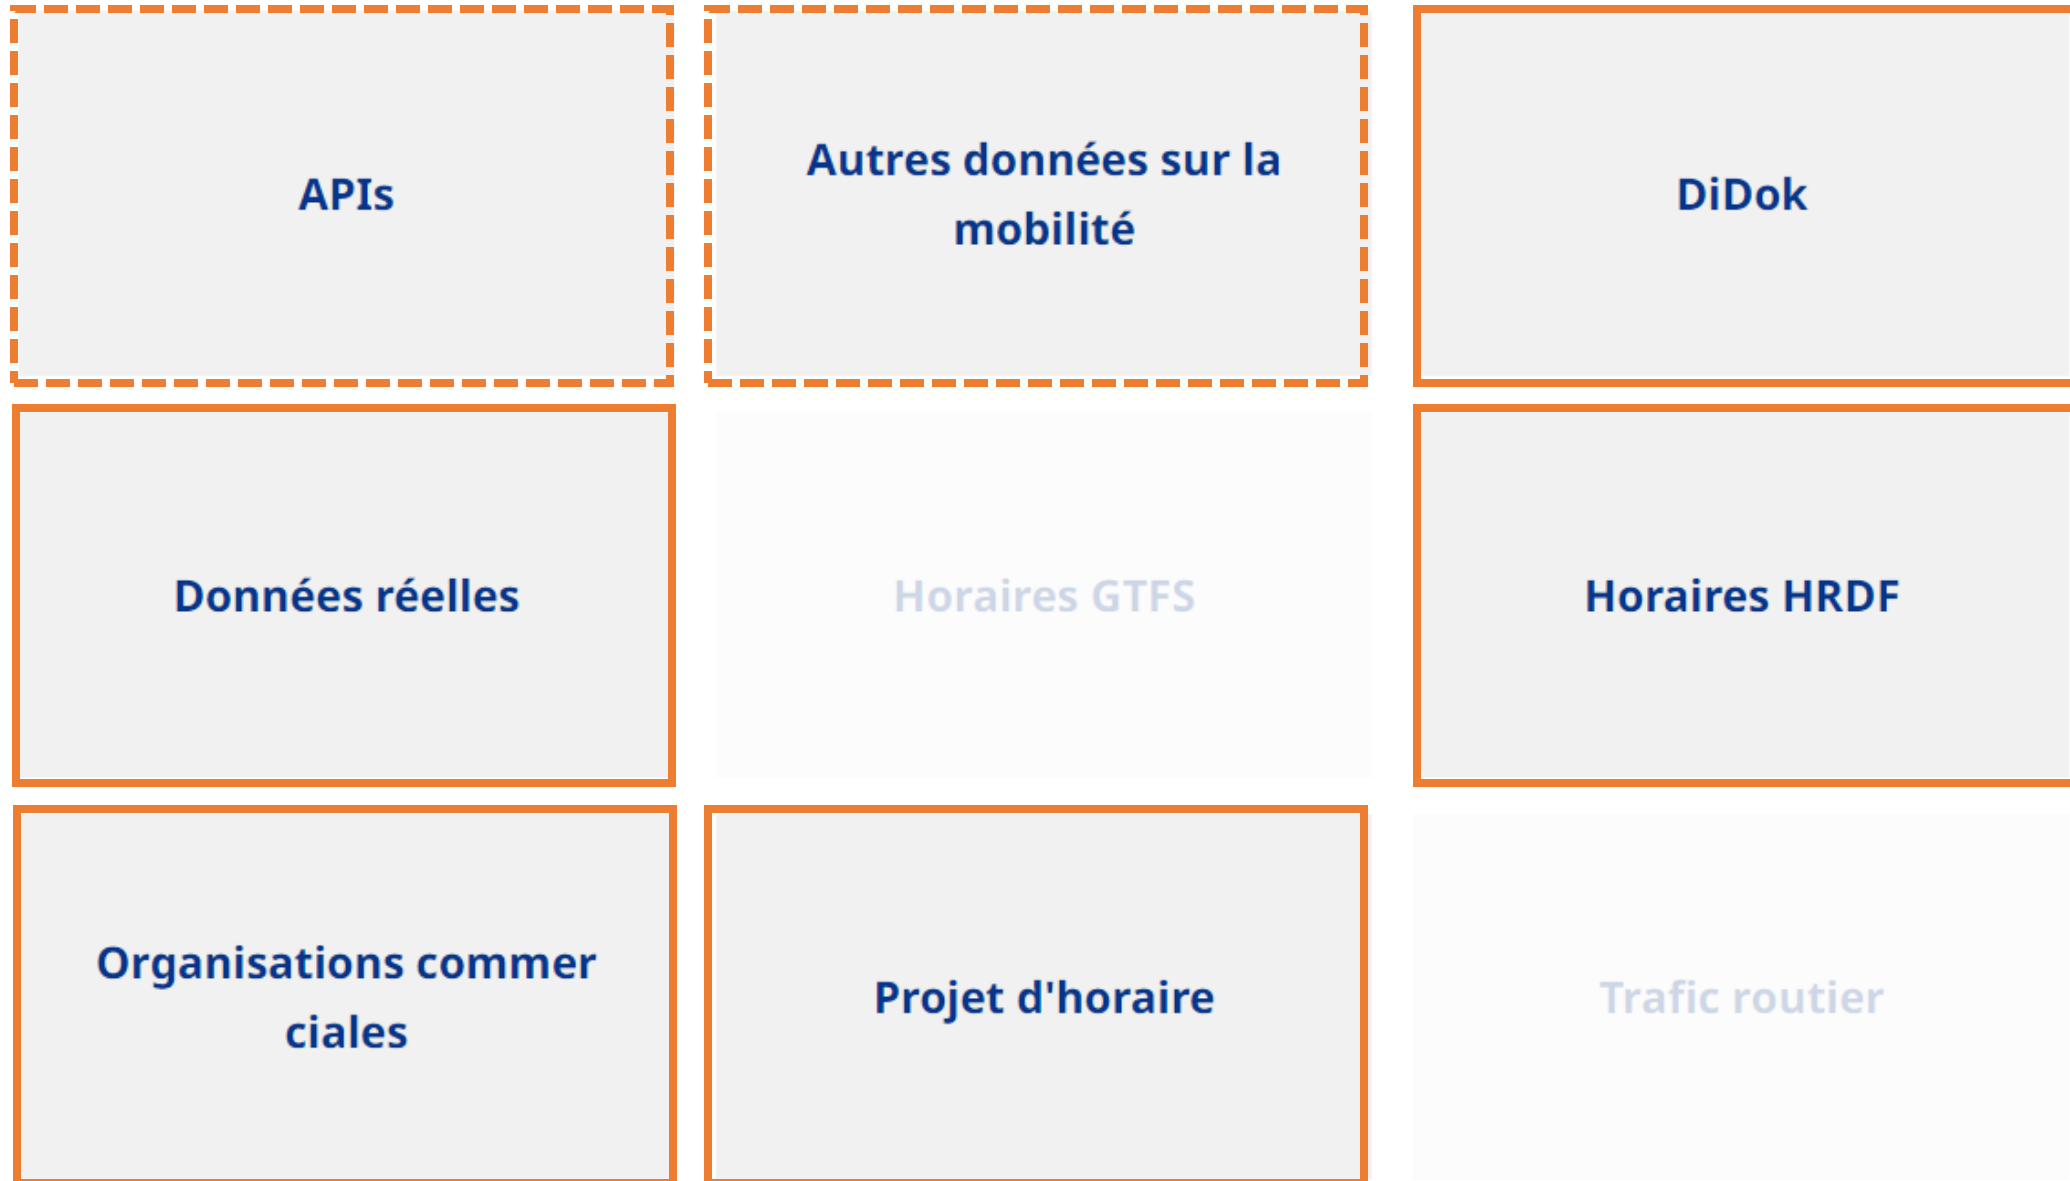 APIs
Autres données sur la
mobilité
DiDok
Données réelles
Horaires GTFS
Horaires HRDF
Organisations commer
ciales
Projet d'horaire
Trafic routier